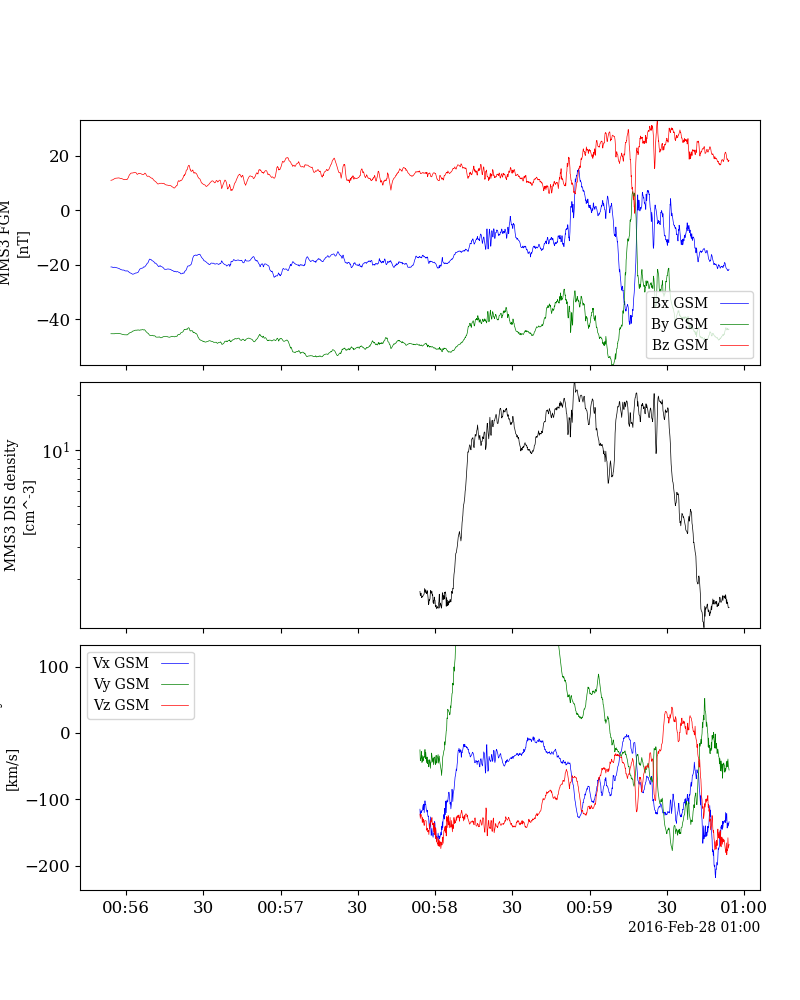 20
0
−20
−40
MMS3 FGM
[nT]
Bx GSM
By GSM
Bz GSM
10^1
MMS3 DIS density
[cm^-3]
100
0
−100
−200
[km/s]
Vx GSM
Vy GSM
Vz GSM
00:56 30 00:57 30 00:58 30 00:59 30 01:00
2016-Feb-28 01:00